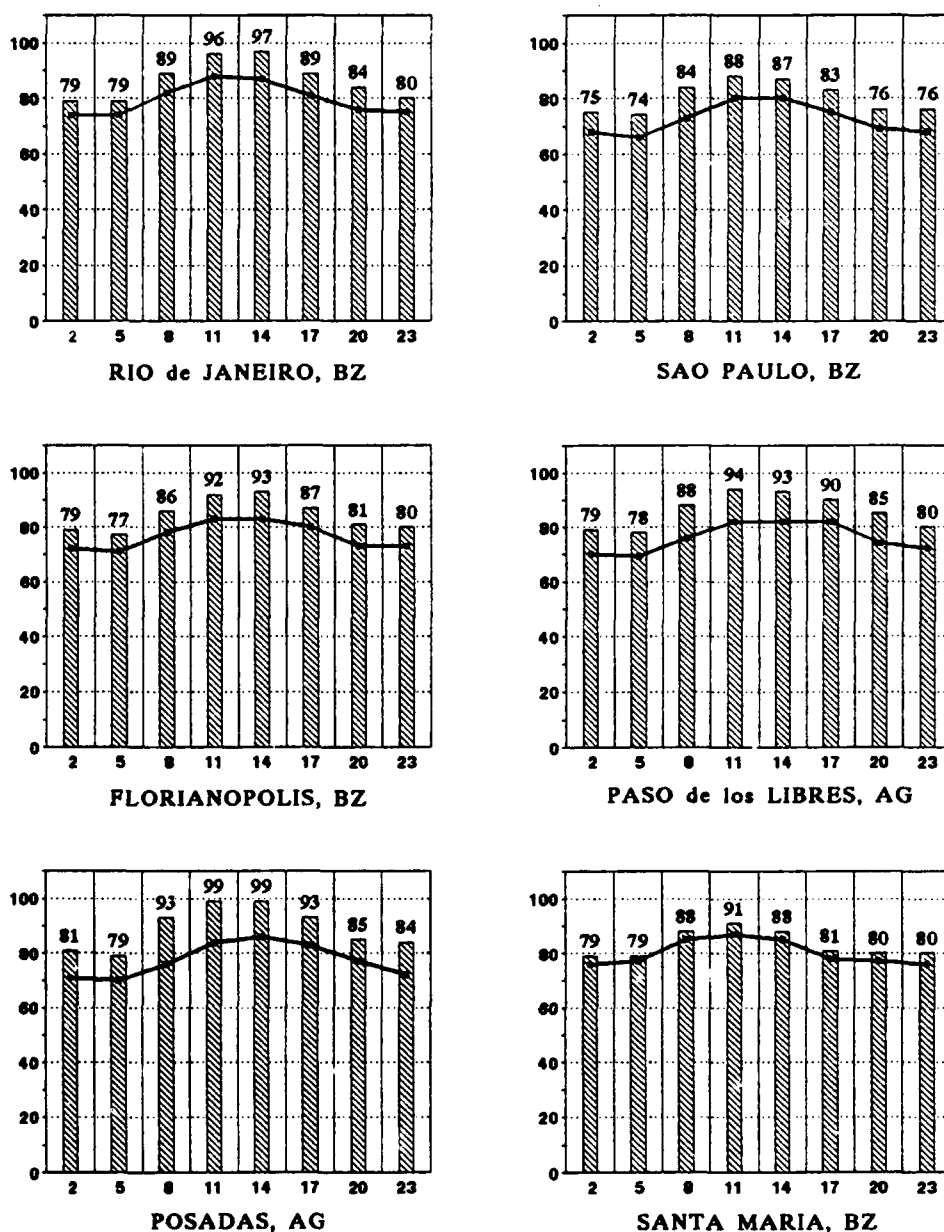 100
80
60
40
20
0
79 79 89 96 97 89 84 80
2 5 8 11 14 17 20 23
RIO de JANEIRO, BZ
100
80
60
40
20
0
75 74 84 88 87 83 76 76
2 5 8 11 14 17 20 23
SAO PAULO, BZ
100
80
60
40
20
0
79 77 86 92 93 87 81 80
2 5 8 11 14 17 20 23
FLORIANOPOLIS, BZ
100
80
60
40
20
0
79 78 88 94 93 90 85 80
2 5 8 11 14 17 20 23
PASO de los LIBRES, AG
100
80
60
40
20
0
81 79 93 99 99 93 85 84
2 5 8 11 14 17 20 23
POSADAS, AG
100
80
60
40
20
0
79 79 88 91 88 81 80 80
2 5 8 11 14 17 20 23
SANTA MARIA, BZ